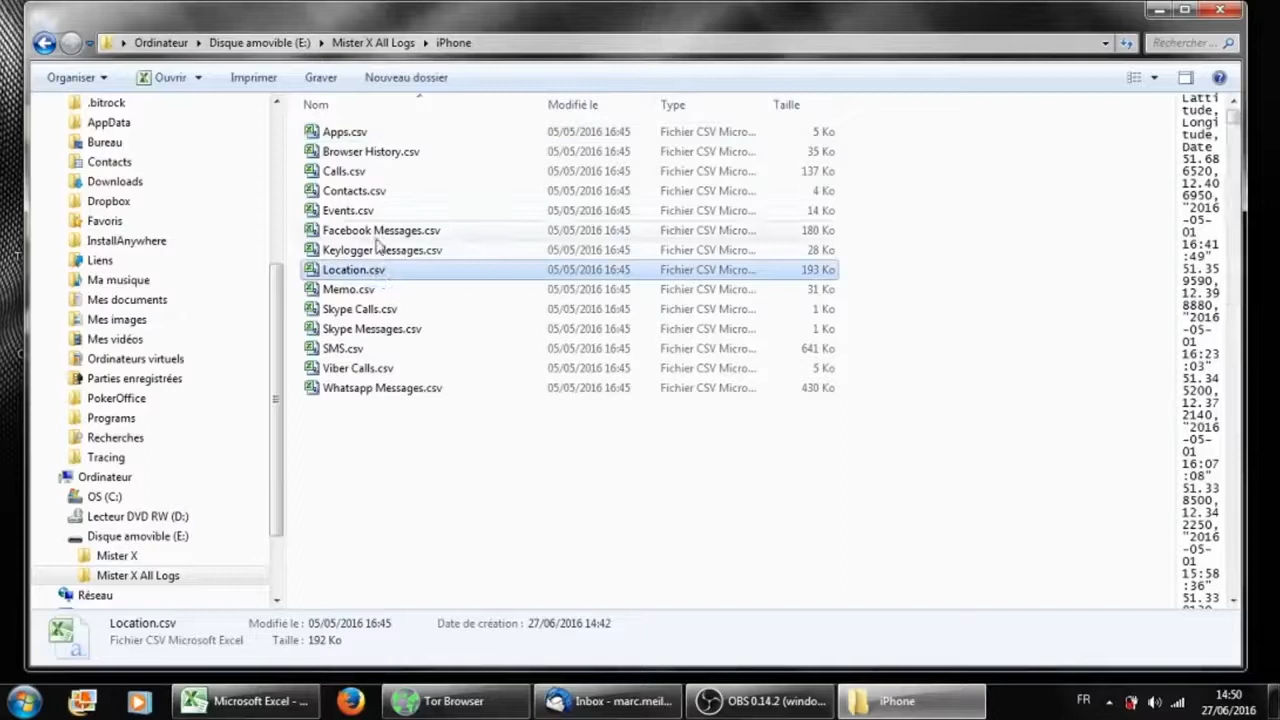 Ordinateur Disque amovible (E:) Mister X All Logs iPhone Rechercher ...
Organiser Ouvrir Imprimer Graver Nouveau dossier
.bitrock
AppData
Bureau
Contacts
Downloads
Dropbox
Favoris
InstallAnywhere
Liens
Ma musique
Mes documents
Mes images
Mes vidéos
Ordinateurs virtuels
Parties enregistrées
PokerOffice
Programs
Recherches
Tracing
Ordinateur
OS (C:)
Lecteur DVD RW (D:)
Disque amovible (E:)
Mister X
Mister X All Logs
Réseau
Nom Modifié le Type Taille
Apps.csv 05/05/2016 16:45 Fichier CSV Micro... 5 Ko
Browser History.csv 05/05/2016 16:45 Fichier CSV Micro... 35 Ko
Calls.csv 05/05/2016 16:45 Fichier CSV Micro... 137 Ko
Contacts.csv 05/05/2016 16:45 Fichier CSV Micro... 4 Ko
Events.csv 05/05/2016 16:45 Fichier CSV Micro... 14 Ko
Facebook Messages.csv 05/05/2016 16:45 Fichier CSV Micro... 180 Ko
Keylogger Messages.csv 05/05/2016 16:45 Fichier CSV Micro... 28 Ko
Location.csv 05/05/2016 16:45 Fichier CSV Micro... 193 Ko
Memo.csv 05/05/2016 16:45 Fichier CSV Micro... 31 Ko
Skype Calls.csv 05/05/2016 16:45 Fichier CSV Micro... 1 Ko
Skype Messages.csv 05/05/2016 16:45 Fichier CSV Micro... 1 Ko
SMS.csv 05/05/2016 16:45 Fichier CSV Micro... 641 Ko
Viber Calls.csv 05/05/2016 16:45 Fichier CSV Micro... 5 Ko
Whatsapp Messages.csv 05/05/2016 16:45 Fichier CSV Micro... 430 Ko
Latti
tude,
Longi
tude,
Date
51.68
6520,
12.40
6950,
"2016
-05-
01
16:41
:49"
51.35
9590,
12.39
8880,
"2016
-05-
01
16:23
:03"
51.34
5200,
12.37
2140,
"2016
-05-
01
16:07
:08"
51.33
8500,
12.34
2250,
"2016
-05-
01
15:58
:36"
51.33
Location.csv Modifié le : 05/05/2016 16:45 Date de création : 27/06/2016 14:42
Fichier CSV Microsoft Excel Taille : 192 Ko
Microsoft Excel - ... Tor Browser Inbox - marc.meil... OBS 0.14.2 (windo... iPhone FR 14:50
27/06/2016